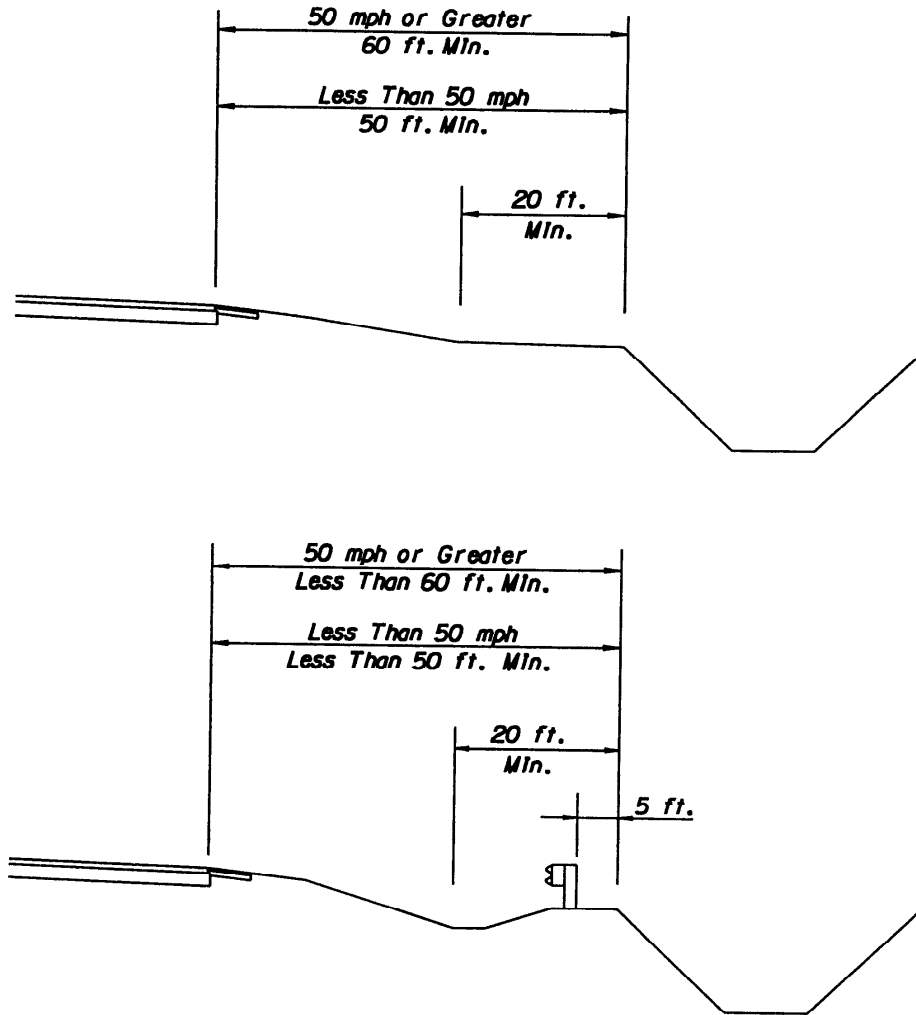 50 mph or Greater
60 ft. Min.
Less Than 50 mph
50 ft. Min.
20 ft.
Min.
50 mph or Greater
Less Than 60 ft. Min.
Less Than 50 mph
Less Than 50 ft. Min.
20 ft.
Min.
5 ft.